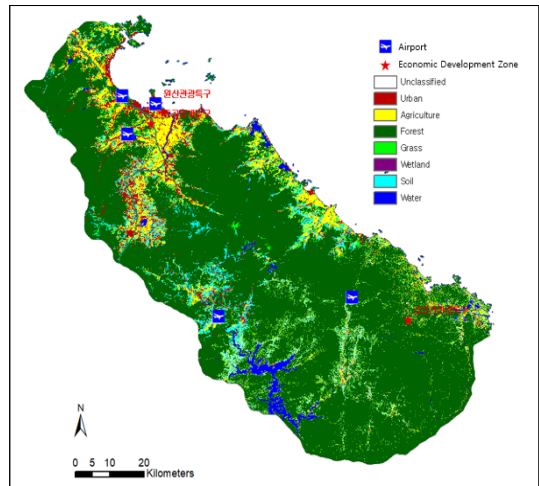 Airport
Economic Development Zone
Unclassified
Urban
Agriculture
Forest
Grass
Wetland
Soil
Water
원산관광특구
N
0 5 10 20
Kilometers